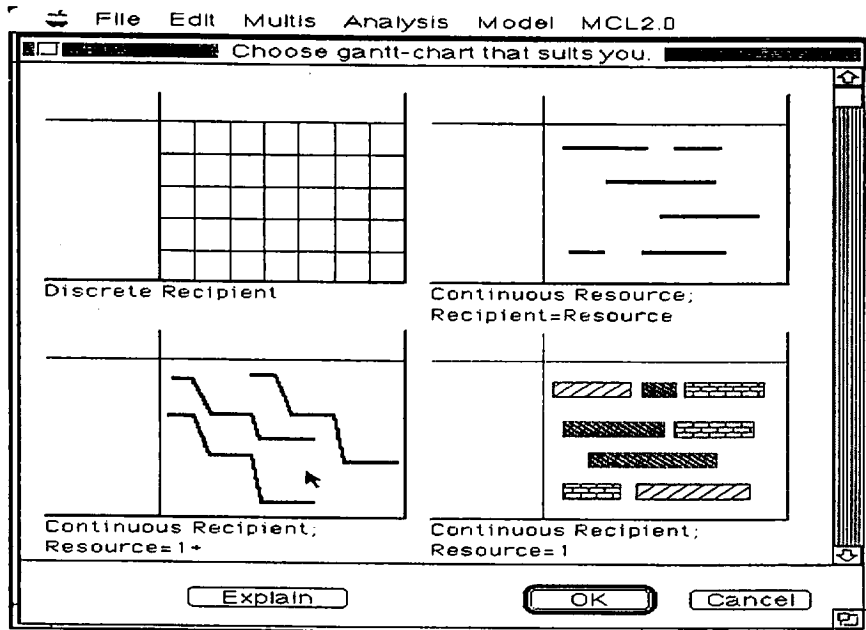 File Edit Multis Analysis Model MCL2.0
Choose gantt-chart that suits you.
Discrete Recipient
Continuous Resource;
Recipient=Resource
Continuous Recipient;
Resource=1+
Continuous Recipient;
Resource=1
Explain OK Cancel